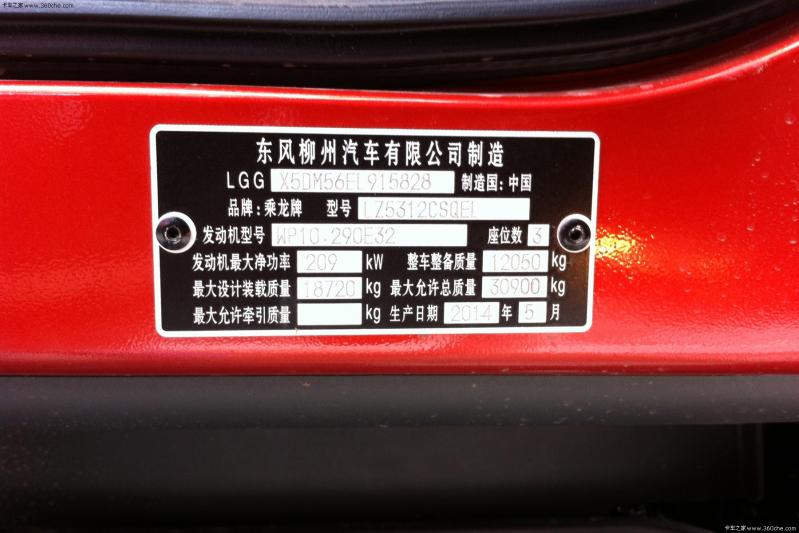 卡车之家 www.360che.com
东风柳州汽车有限公司制造
LGG X5DM56EL915828 制造国: 中国
品牌: 乘龙牌 型号 LZ5312CSQEL
发动机型号 WP10.290E32 座位数 3
发动机最大净功率 209 kW 整车整备质量 12050 kg
最大设计装载质量 18720 kg 最大允许总质量 30900 kg
最大允许牵引质量 kg 生产日期 2014 年 5 月
卡车之家 www.360che.com